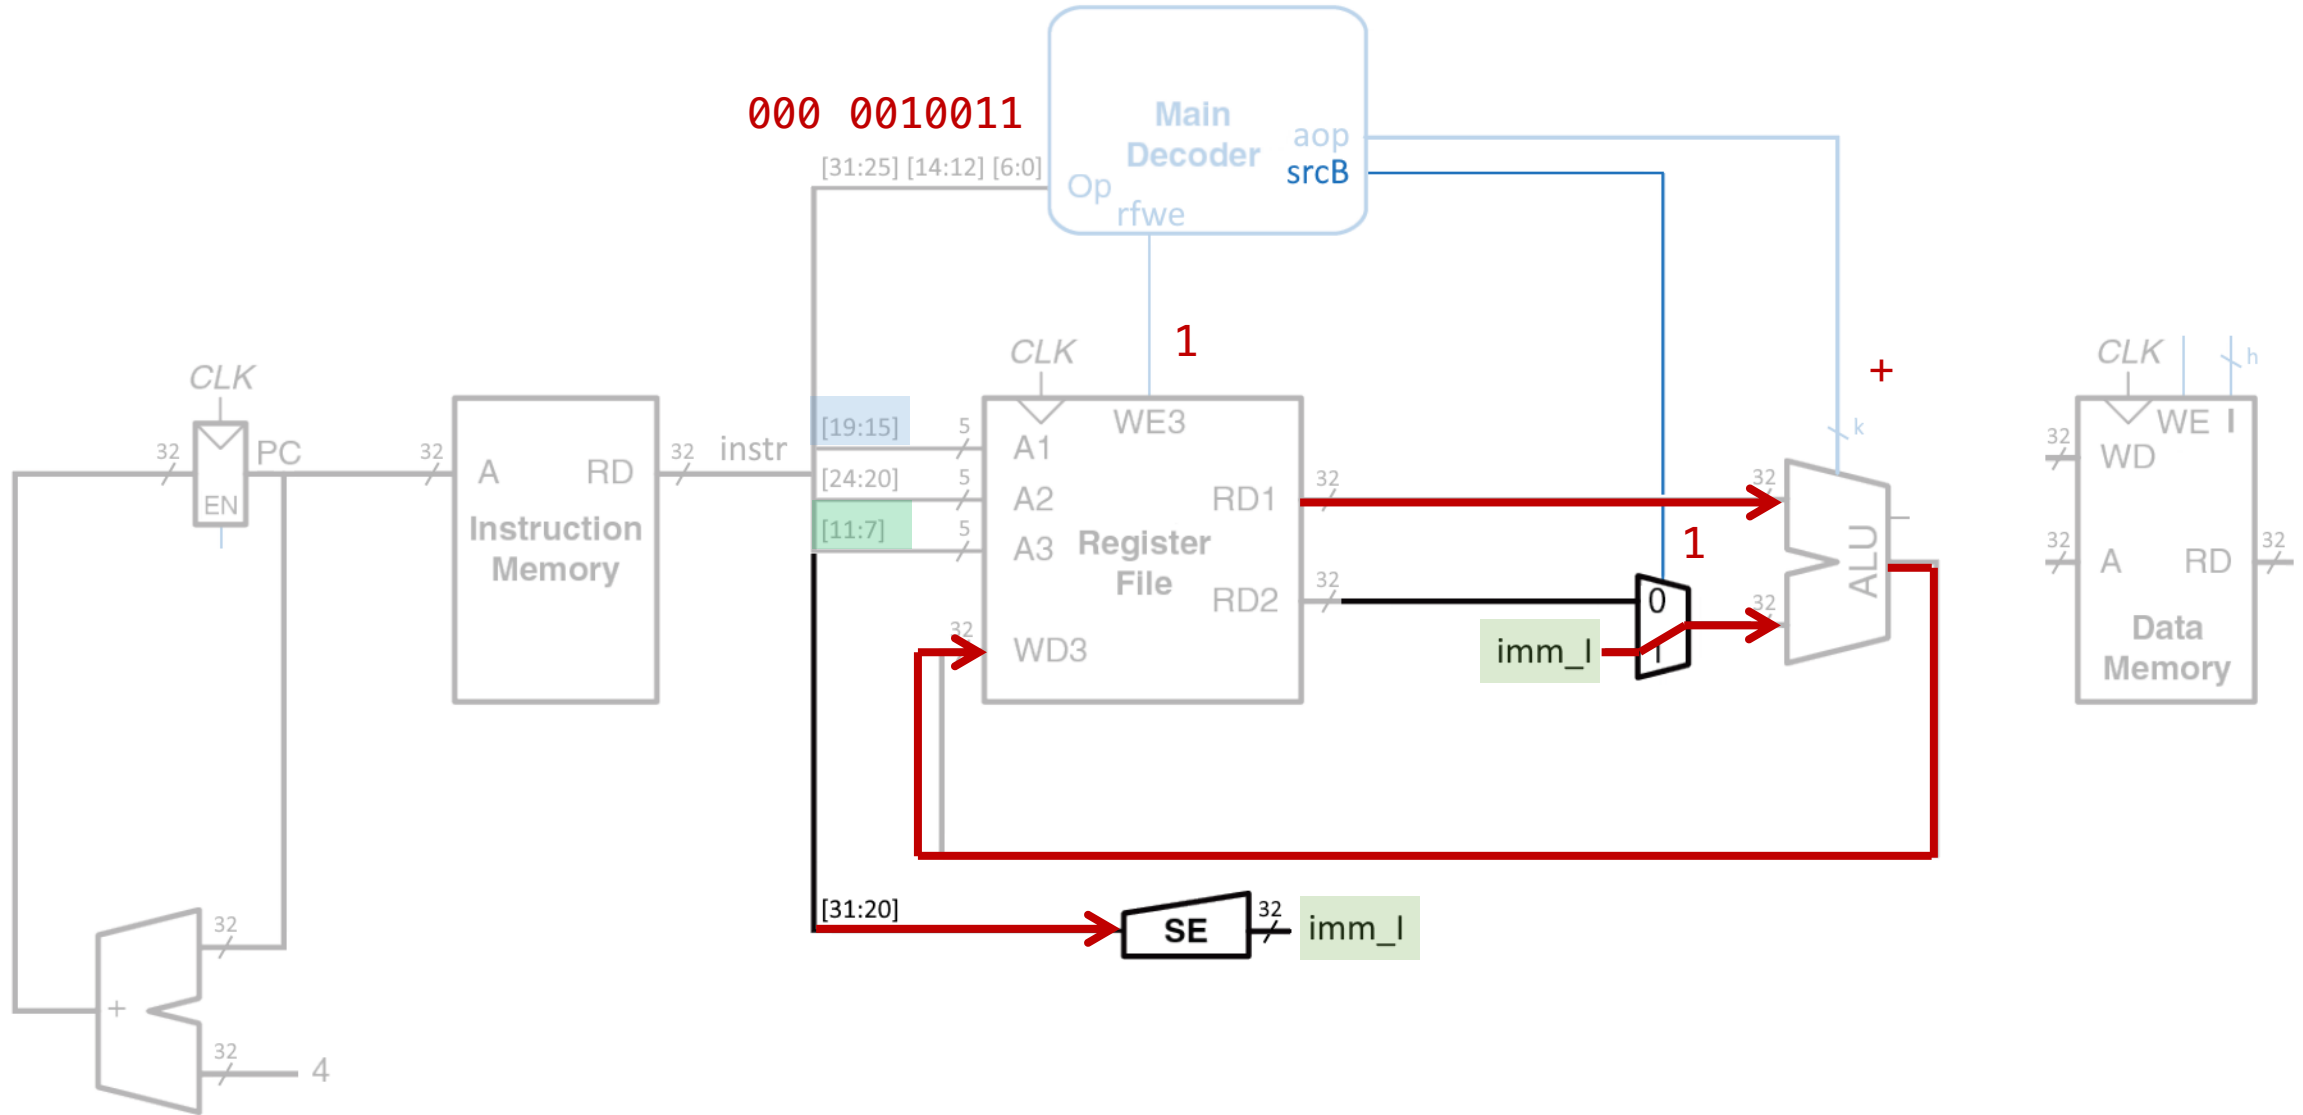 000 0010011
Main
Decoder
aop
srcB
[31:25] [14:12] [6:0]
Op
rfwe
1
+
CLK
CLK
CLK
h
[19:15]
5
A1
WE3
k
32
WE
WD
32
PC
32
A
RD
32
instr
[24:20]
5
A2
RD1
32
32
EN
Instruction
Memory
[11:7]
5
A3
Register
File
1
ALU
32
A
RD
32
RD2
32
0
1
32
32
WD3
imm_I
Data
Memory
[31:20]
SE
32
imm_I
32
+
32
4